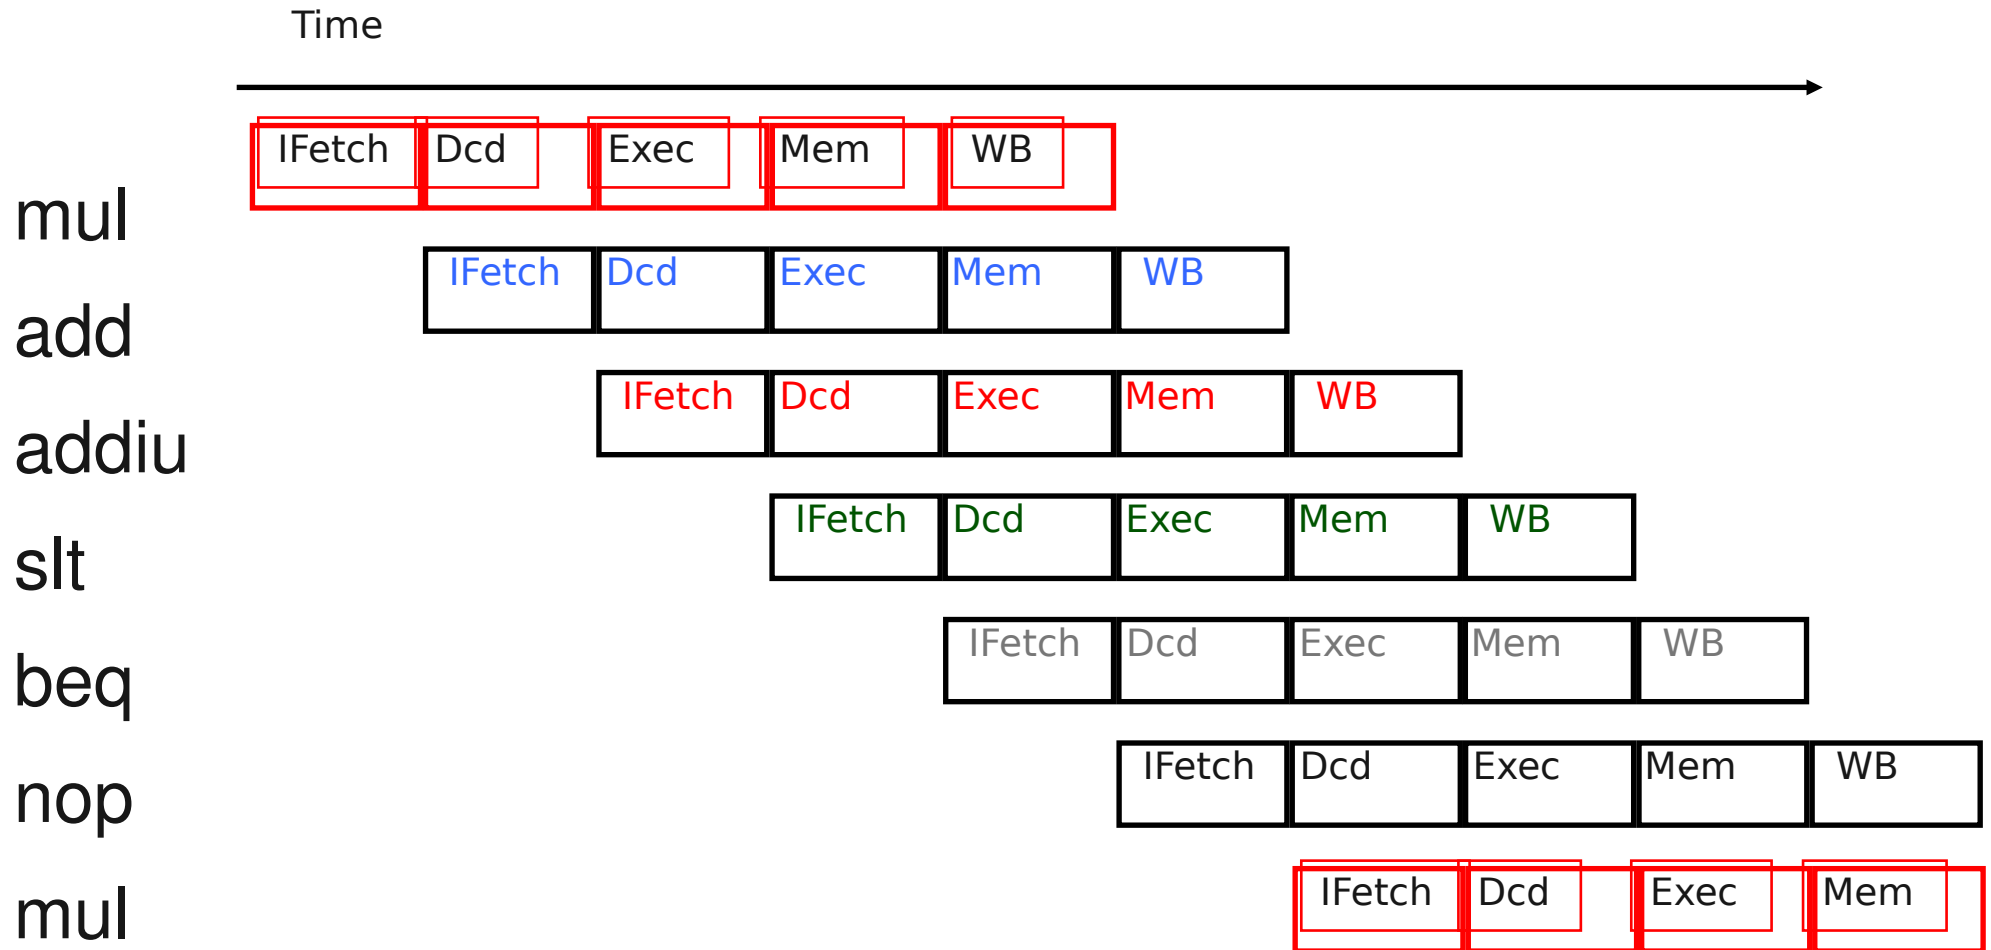 Time
IFetch Dcd Exec Mem WB
mul
IFetch Dcd Exec Mem WB
add
IFetch Dcd Exec Mem WB
addiu
IFetch Dcd Exec Mem WB
slt
IFetch Dcd Exec Mem WB
beq
IFetch Dcd Exec Mem WB
nop
IFetch Dcd Exec Mem
mul